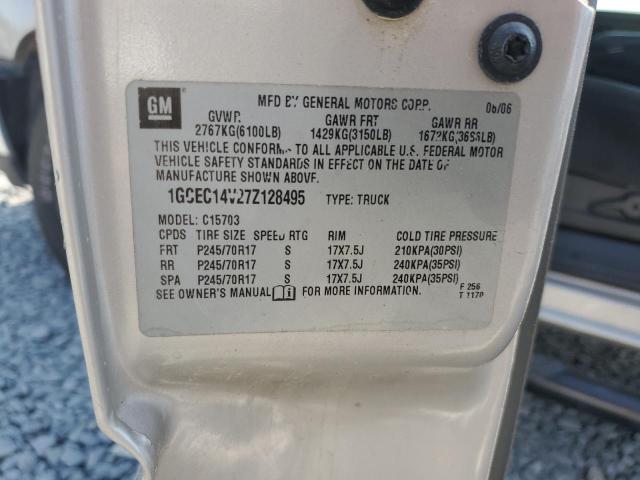 GM
MFD BY GENERAL MOTORS CORP. 06/06
GVWR GAWR FRT GAWR RR
2767KG(6100LB) 1429KG(3150LB)
THIS VEHICLE CONFORMS TO ALL APPLICABLE U.S. FEDERAL MOTOR
VEHICLE SAFETY STANDARDS IN EFFECT ON THE DATE OF
MANUFACTURE SHOWN ABOVE.
1GCEC14V27Z128495 TYPE: TRUCK
MODEL: C15703
CPDS TIRE SIZE SPEED RTG RIM COLD TIRE PRESSURE
FRT P245/70R17 S 17X7.5J 210KPA(30PSI)
RR P245/70R17 S 17X7.5J 240KPA(35PSI)
SPA P245/70R17 S 17X7.5J 240KPA(35PSI)
SEE OWNER'S MANUAL FOR MORE INFORMATION.
F 256